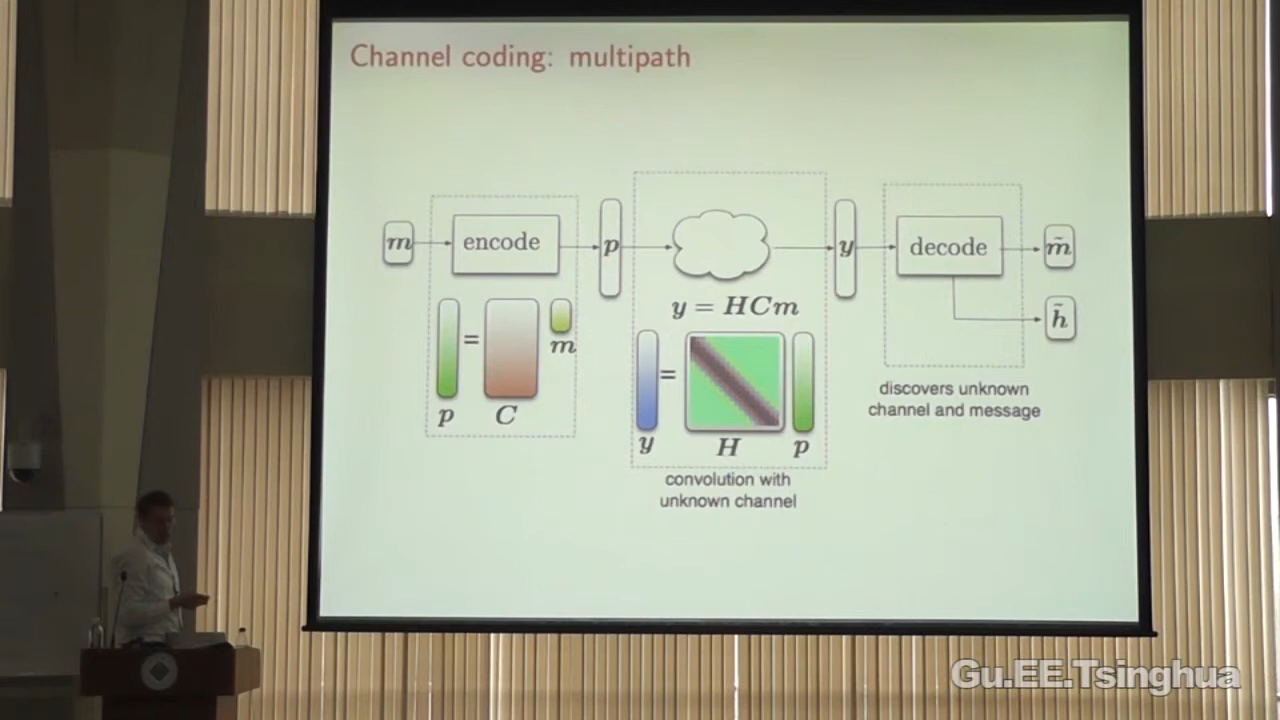 Channel coding: multipath
m
encode
p
y
decode
m̃
h̃
y = HCm
=
m
p
C
=
y
H
p
convolution with
unknown channel
discovers unknown
channel and message
Gu.EE.Tsinghua